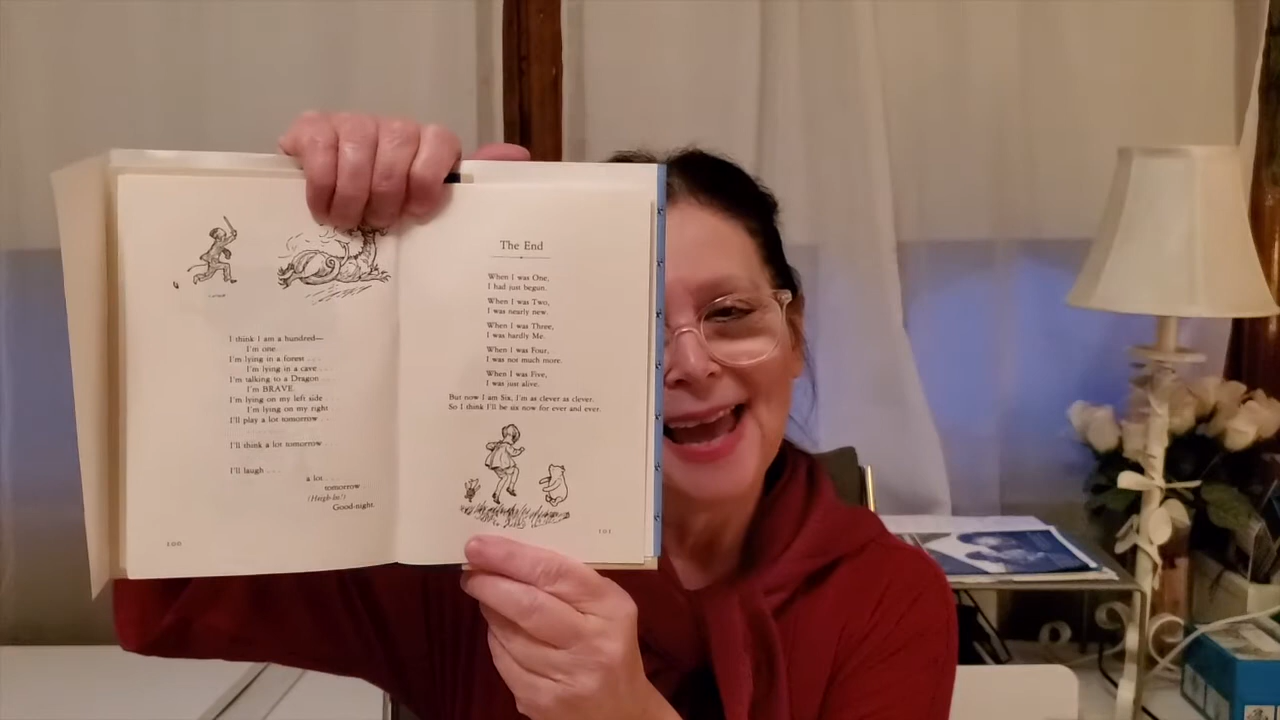 I think I am a hundred—
I'm one.
I'm lying in a forest . . .
I'm lying in a cave . . .
I'm talking to a Dragon . . .
I'm BRAVE.
I'm lying on my left side . . .
I'm lying on my right . . .
I'll play a lot tomorrow . . .
I'll think a lot tomorrow . . .
I'll laugh . . .
a lot . . .
tomorrow . . .
(Heigh-ho!)
Good-night.
100
The End
When I was One,
I had just begun.
When I was Two,
I was nearly new.
When I was Three,
I was hardly Me.
When I was Four,
I was not much more.
When I was Five,
I was just alive.
But now I am Six, I'm as clever as clever.
So I think I'll be six now for ever and ever.
101